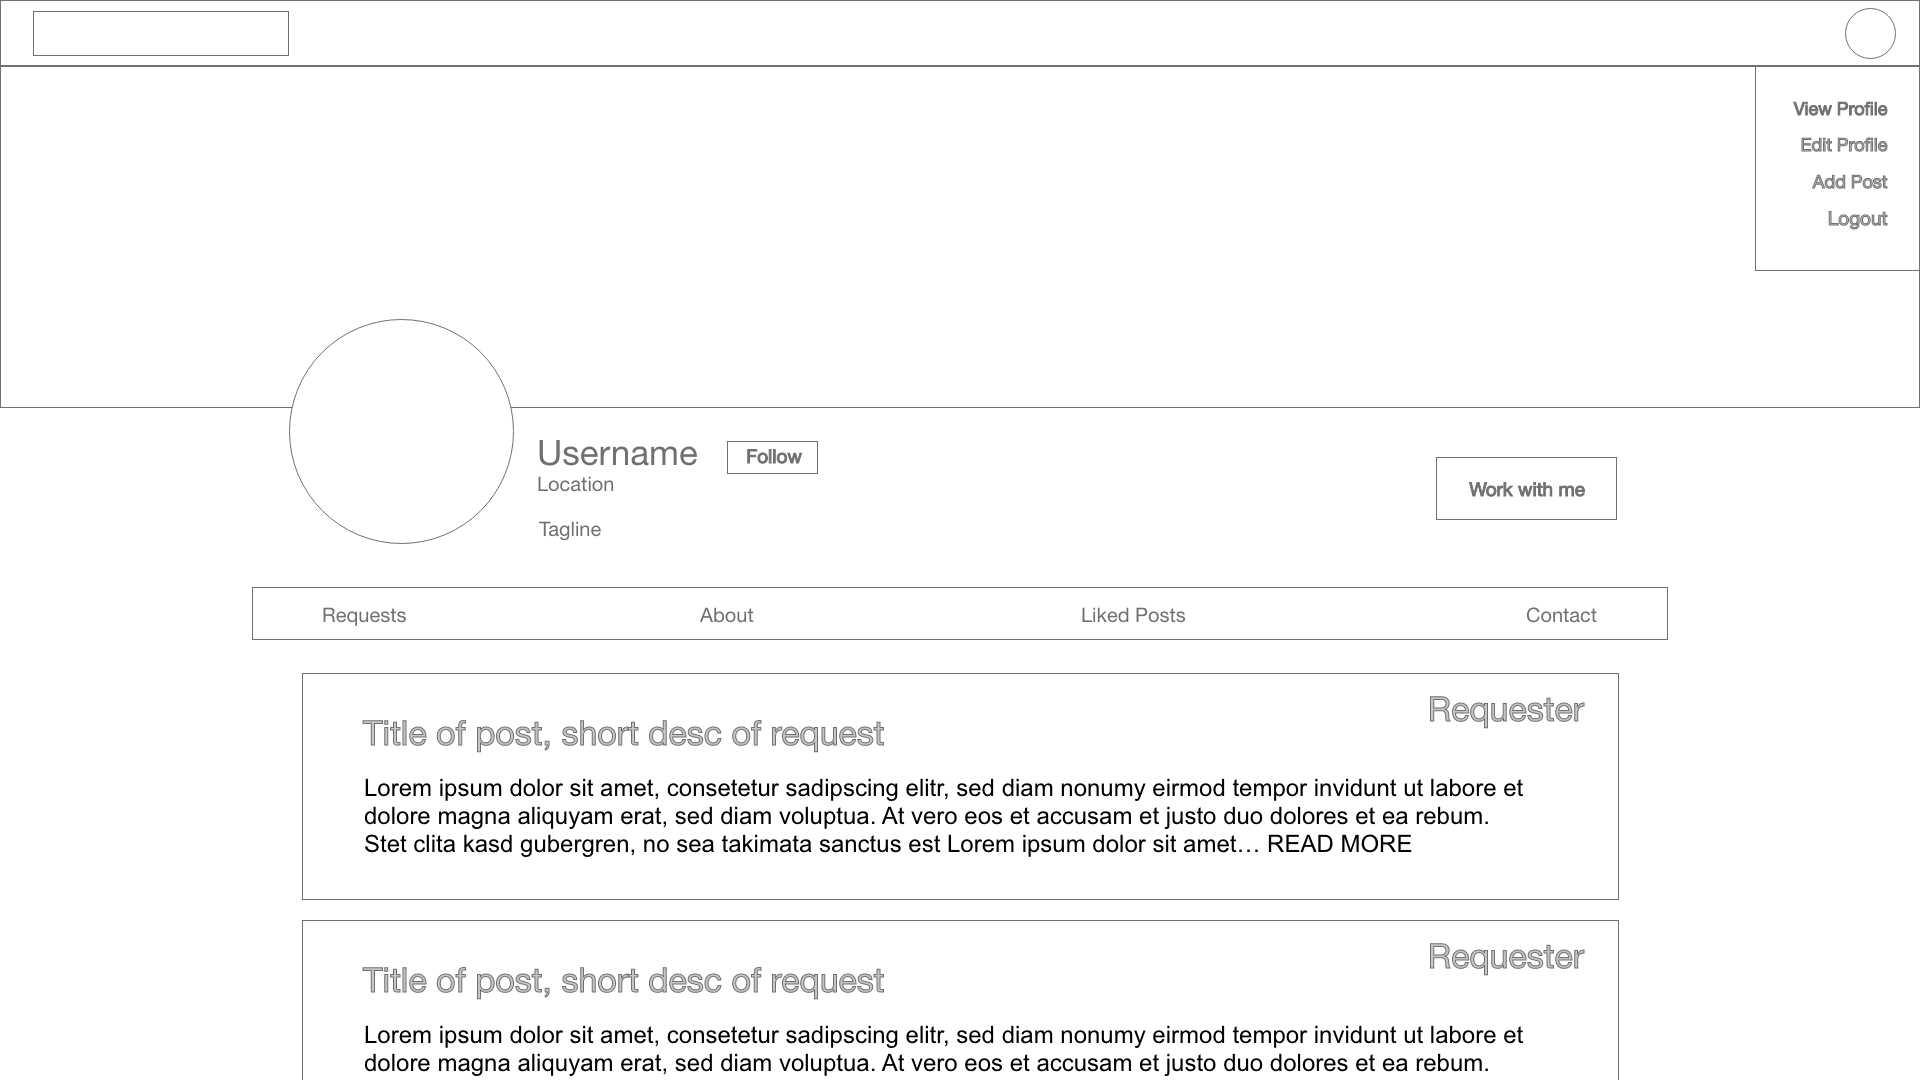 View Profile
Edit Profile
Add Post
Logout
Username
Follow
Location
Tagline
Work with me
Requests
About
Liked Posts
Contact
Requester
Title of post, short desc of request
Lorem ipsum dolor sit amet, consetetur sadipscing elitr, sed diam nonumy eirmod tempor invidunt ut labore et
dolore magna aliquyam erat, sed diam voluptua. At vero eos et accusam et justo duo dolores et ea rebum.
Stet clita kasd gubergren, no sea takimata sanctus est Lorem ipsum dolor sit amet… READ MORE
Requester
Title of post, short desc of request
Lorem ipsum dolor sit amet, consetetur sadipscing elitr, sed diam nonumy eirmod tempor invidunt ut labore et
dolore magna aliquyam erat, sed diam voluptua. At vero eos et accusam et justo duo dolores et ea rebum.